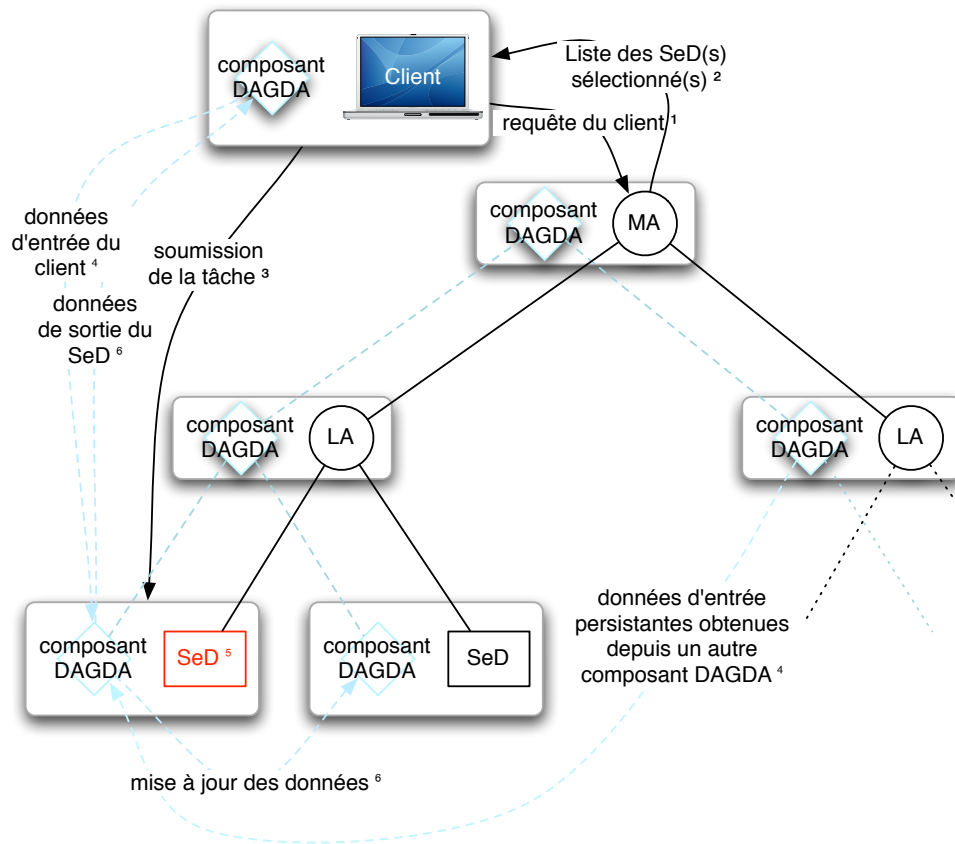 composant
DAGDA
Client
Liste des SeD(s)
sélectionné(s) ²
requête du client ¹
composant
DAGDA
MA
données
d'entrée du
client ⁴
soumission
de la tâche ³
données
de sortie du
SeD ⁶
composant
DAGDA
LA
composant
DAGDA
LA
composant
DAGDA
SeD ⁵
composant
DAGDA
SeD
données d'entrée
persistantes obtenues
depuis un autre
composant DAGDA ⁴
mise à jour des données ⁶